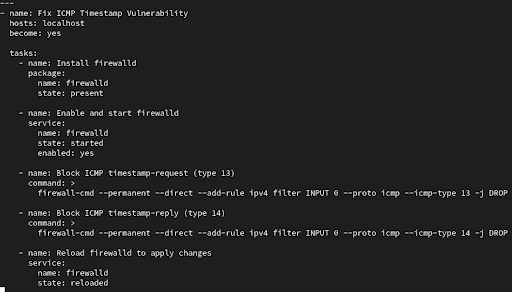 ---
- name: Fix ICMP Timestamp Vulnerability
  hosts: localhost
  become: yes

  tasks:
    - name: Install firewalld
      package:
        name: firewalld
        state: present

    - name: Enable and start firewalld
      service:
        name: firewalld
        state: started
        enabled: yes

    - name: Block ICMP timestamp-request (type 13)
      command: >
        firewall-cmd --permanent --direct --add-rule ipv4 filter INPUT 0 --proto icmp --icmp-type 13 -j DROP

    - name: Block ICMP timestamp-reply (type 14)
      command: >
        firewall-cmd --permanent --direct --add-rule ipv4 filter INPUT 0 --proto icmp --icmp-type 14 -j DROP

    - name: Reload firewalld to apply changes
      service:
        name: firewalld
        state: reloaded